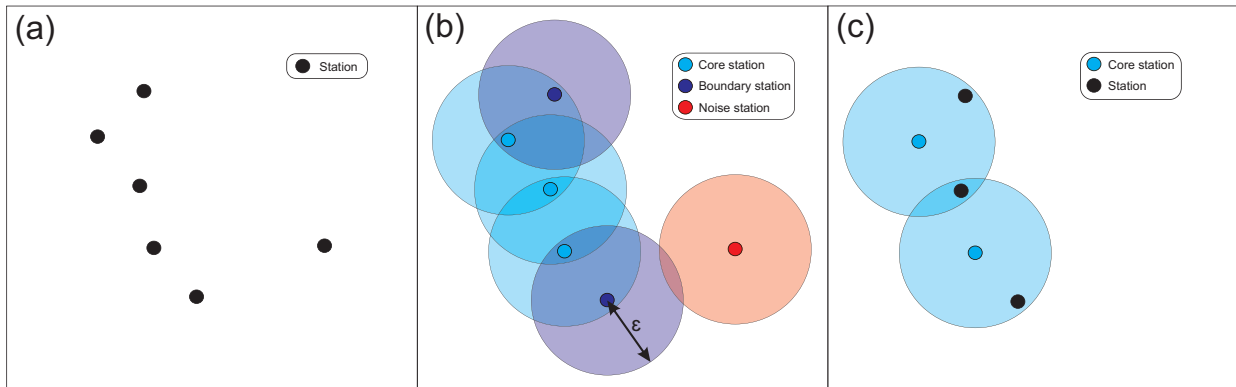 (a)
Station
(b)
Core station
Boundary station
Noise station
ε
(c)
Core station
Station